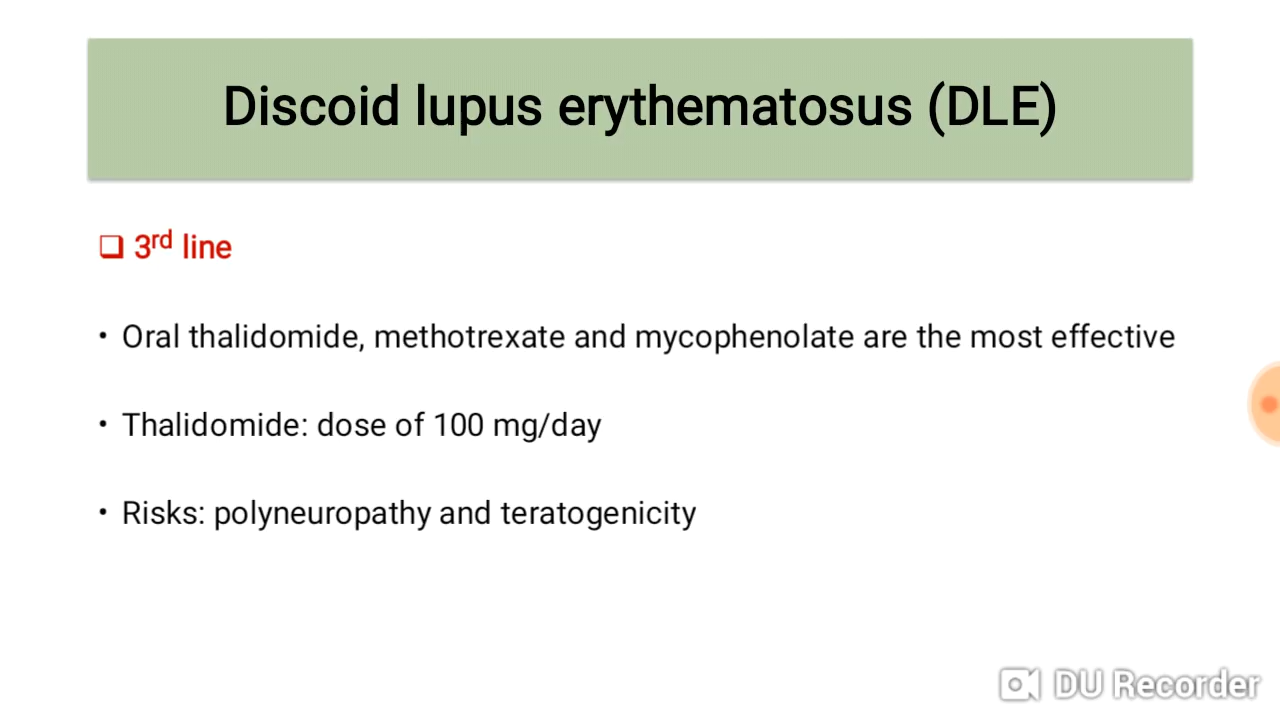 Discoid lupus erythematosus (DLE)
❑ 3rd line
• Oral thalidomide, methotrexate and mycophenolate are the most effective
• Thalidomide: dose of 100 mg/day
• Risks: polyneuropathy and teratogenicity
DU Recorder